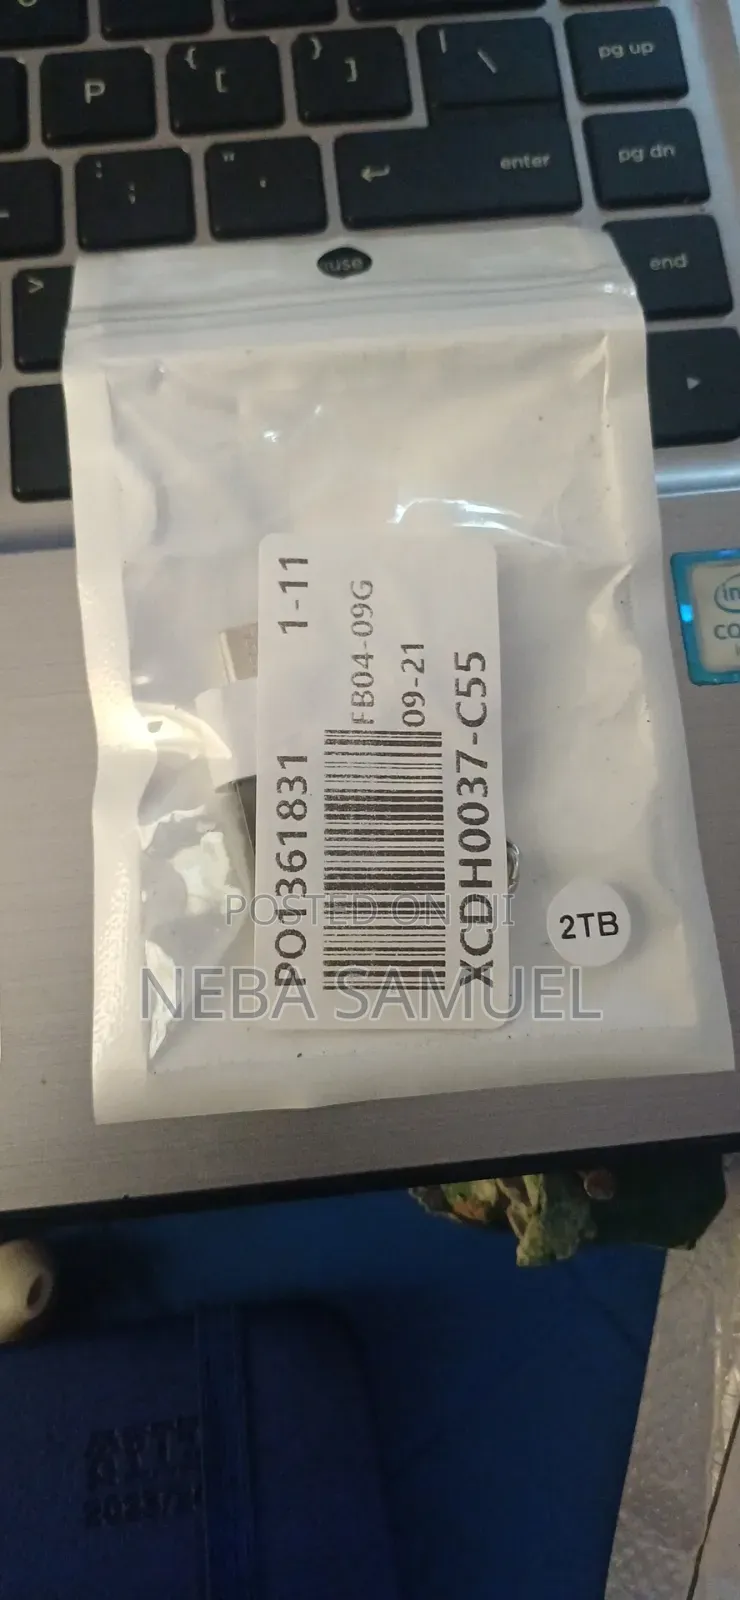 pg up
P
{
[
}
]
|
\
pg dn
enter
:
;
"
'
end
>
PO1361831 1-11
FB04-09G
09-21
XCDH0037-C55
2TB
POSTED ON JIJI
NEBA SAMUEL